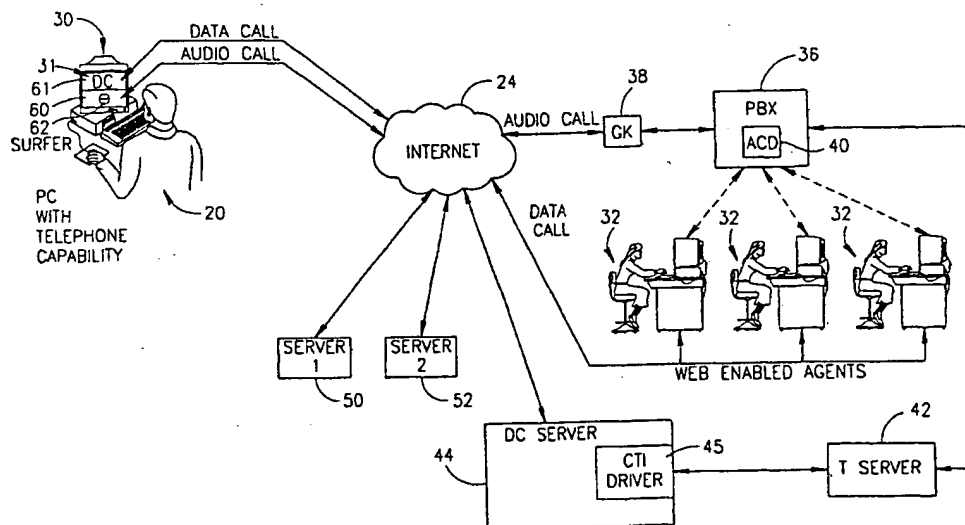 30
DATA CALL
AUDIO CALL
31
DC
61
60
62
SURFER
20
PC
WITH
TELEPHONE
CAPABILITY
24
INTERNET
AUDIO CALL
38
GK
36
PBX
ACD
40
DATA
CALL
32
32
32
WEB ENABLED AGENTS
SERVER
1
50
SERVER
2
52
DC SERVER
44
45
CTI
DRIVER
42
T SERVER